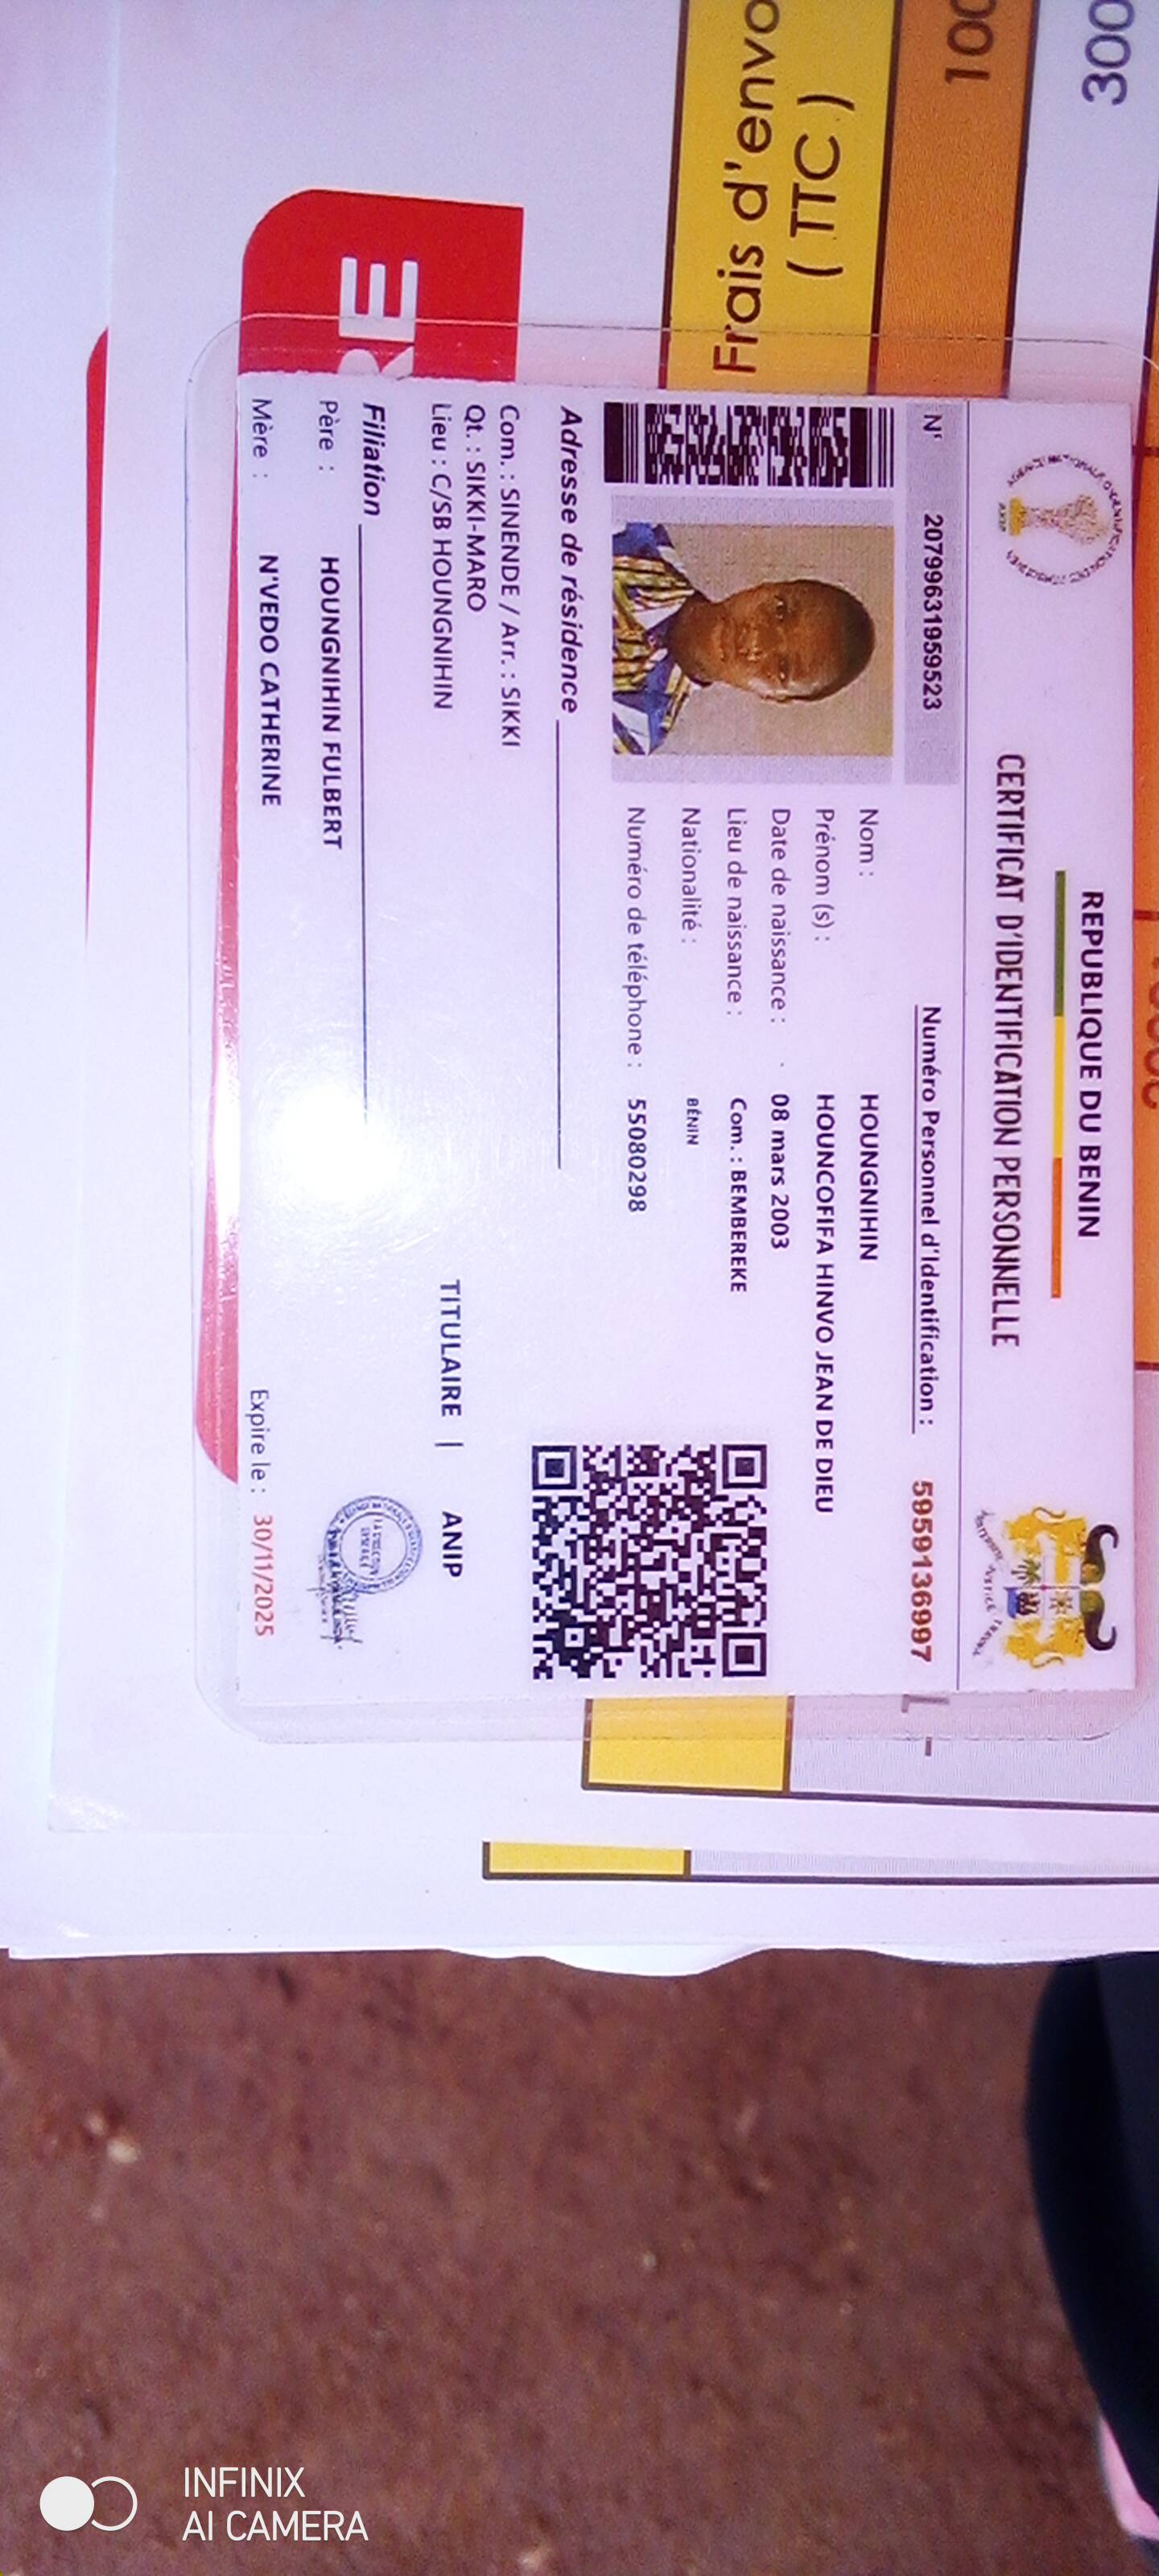 REPUBLIQUE DU BENIN
CERTIFICAT D'IDENTIFICATION PERSONNELLE
N° 20799631959523
Numéro Personnel d'Identification : 5959136997
Nom : HOUNGNIHIN
Prénom (s) : HOUNCOFIFA HINVO JEAN DE DIEU
Date de naissance : 08 mars 2003
Lieu de naissance : Com. : BEMBEREKE
Nationalité : BÉNIN
Numéro de téléphone : 55080298
Adresse de résidence
Com. : SINENDE / Arr. : SIKKI
Qt. : SIKKI-MARO
Lieu : C/SB HOUNGNIHIN
TITULAIRE | ANIP
Filiation
Père : HOUNGNIHIN FULBERT
Mère : N'VEDO CATHERINE
Expire le : 30/11/2025
Frais d'envo
( TTC )
100
300
RE
INFINIX
AI CAMERA